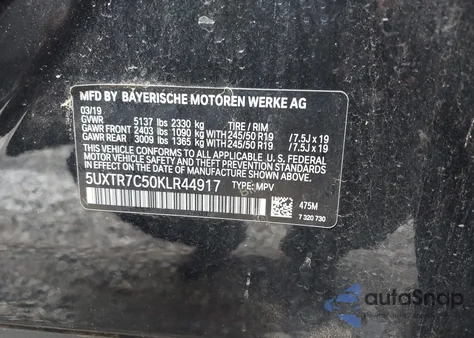 MFD BY BAYERISCHE MOTOREN WERKE AG
03/19
GVWR 5137 lbs 2330 kg TIRE / RIM
GAWR FRONT 2403 lbs 1090 kg WITH 245/50 R19 /7.5J x 19
GAWR REAR 3009 lbs 1365 kg WITH 245/50 R19 /7.5J x 19
THIS VEHICLE CONFORMS TO ALL APPLICABLE U.S. FEDERAL
MOTOR VEHICLE SAFETY, BUMPER, AND THEFT PREVENTION
STANDARDS IN EFFECT ON THE DATE OF MANUFACTURE
SHOWN ABOVE.
5UXTR7C50KLR44917 TYPE: MPV
475M
7 320 730
autoSnap